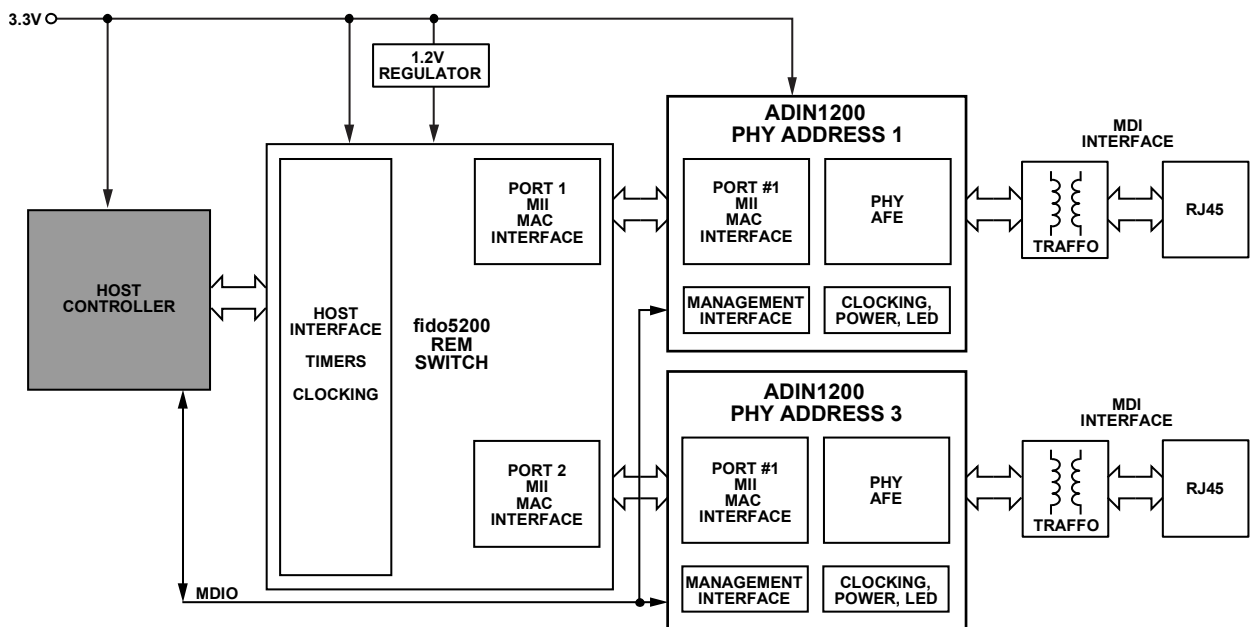 3.3V
1.2V
REGULATOR
HOST
CONTROLLER
HOST
INTERFACE
TIMERS
CLOCKING
fido5200
REM
SWITCH
PORT 1
MII
MAC
INTERFACE
PORT 2
MII
MAC
INTERFACE
MDIO
ADIN1200
PHY ADDRESS 1
PORT #1
MII
MAC
INTERFACE
PHY
AFE
MANAGEMENT
INTERFACE
CLOCKING,
POWER, LED
MDI
INTERFACE
TRAFFO
RJ45
ADIN1200
PHY ADDRESS 3
PORT #1
MII
MAC
INTERFACE
PHY
AFE
MANAGEMENT
INTERFACE
CLOCKING,
POWER, LED
MDI
INTERFACE
TRAFFO
RJ45